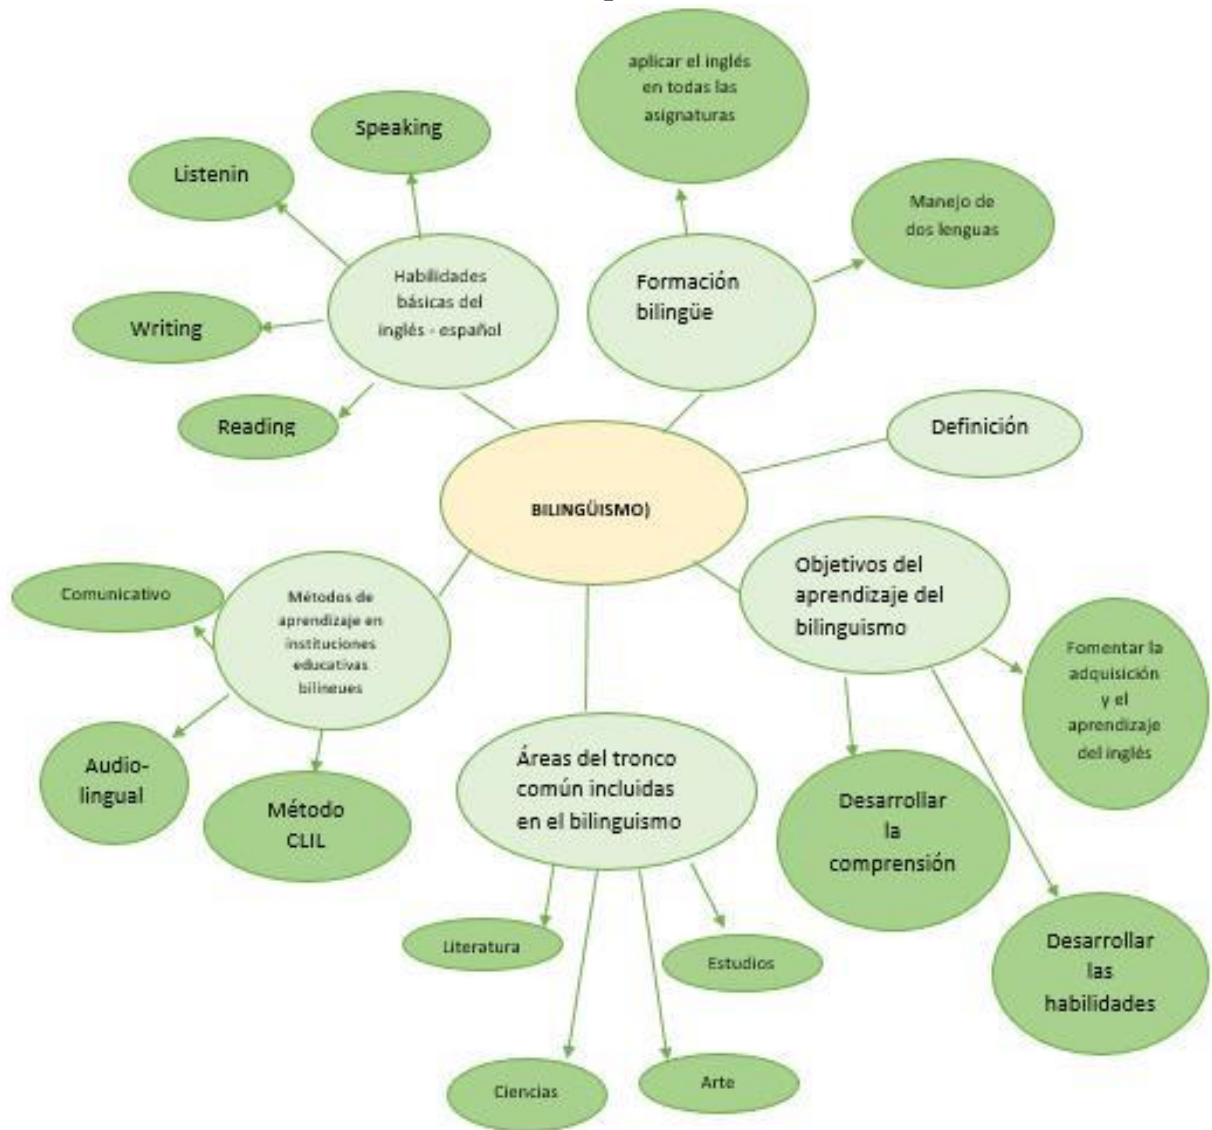 aplicar el inglés
en todas las
asignaturas
Speaking
Listenin
Manejo de
dos lenguas
Habilidades
básicas del
inglés - español
Formación
bilingüe
Writing
Reading
Definición
BILINGÜISMO)
Objetivos del
aprendizaje del
bilinguismo
Comunicativo
Métodos de
aprendizaje en
instituciones
educativas
bilineues
Fomentar la
adquisición
y el
aprendizaje
del inglés
Audio-
lingual
Método
CLIL
Áreas del tronco
común incluidas
en el bilinguismo
Desarrollar
la
comprensión
Literatura
Estudios
Desarrollar
las
habilidades
Ciencias
Arte